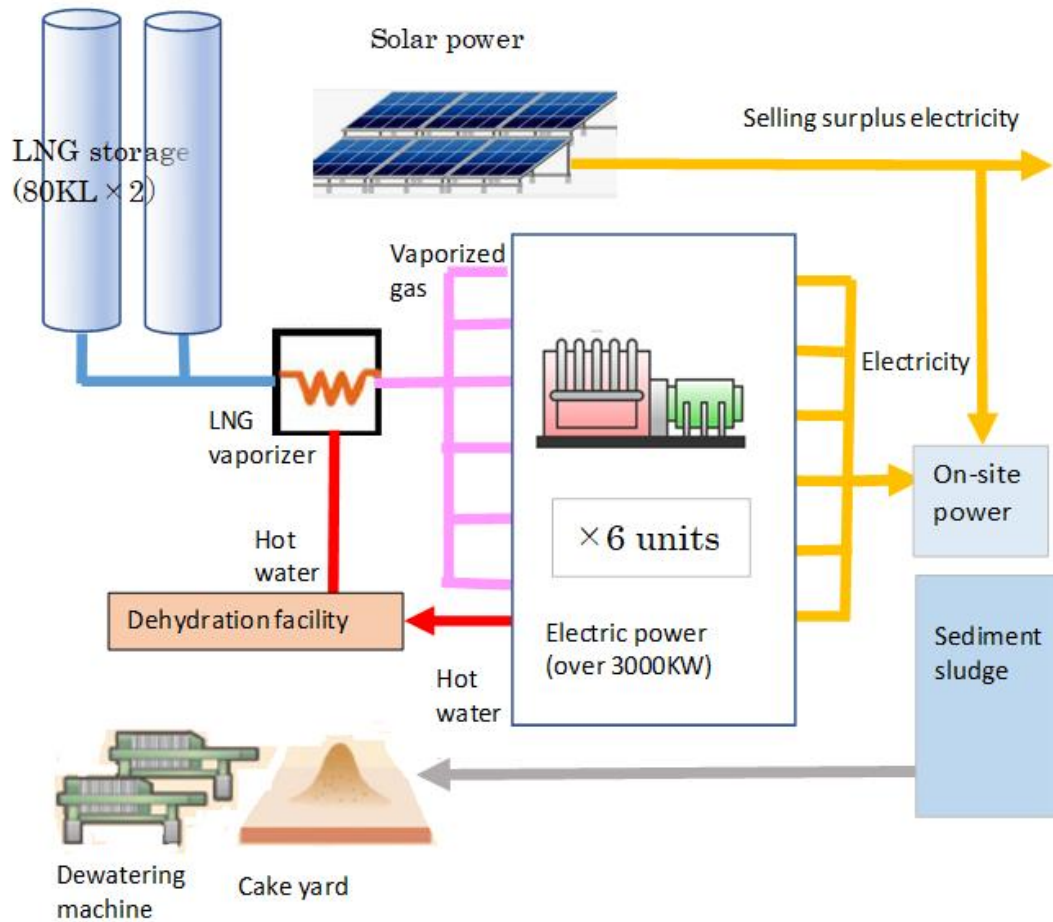 Solar power
Selling surplus electricity
LNG storage
(80KL × 2)
Vaporized
gas
Electricity
LNG
vaporizer
On-site
power
× 6 units
Hot
water
Dehydration facility
Electric power
(over 3000KW)
Sediment
sludge
Hot
water
Dewatering
machine
Cake yard